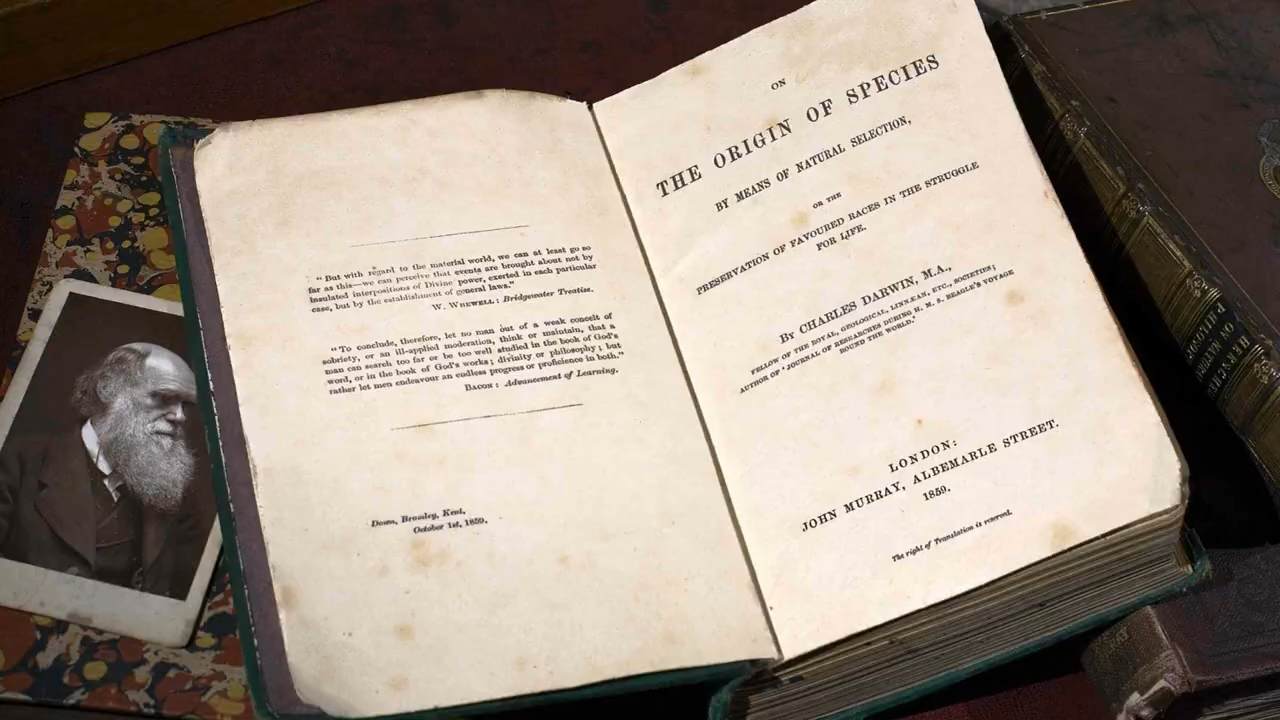 “But with regard to the material world, we can at least go so
far as this—we can perceive that events are brought about not by
insulated interpositions of Divine power, exerted in each particular
case, but by the establishment of general laws.”
W. WHEWELL: Bridgewater Treatise.
“To conclude, therefore, let no man out of a weak conceit of
sobriety, or an ill-applied moderation, think or maintain, that a
man can search too far or be too well studied in the book of God's
word, or in the book of God's works; divinity or philosophy; but
rather let men endeavour an endless progress or proficience in both.”
BACON: Advancement of Learning.
Down, Bromley, Kent,
October 1st, 1859.
ON
THE ORIGIN OF SPECIES
BY MEANS OF NATURAL SELECTION,
OR THE
PRESERVATION OF FAVOURED RACES IN THE STRUGGLE
FOR LIFE.
By CHARLES DARWIN, M.A.,
FELLOW OF THE ROYAL, GEOLOGICAL, LINNÆAN, ETC., SOCIETIES;
AUTHOR OF ‘JOURNAL OF RESEARCHES DURING H. M. S. BEAGLE'S VOYAGE
ROUND THE WORLD.’
LONDON:
JOHN MURRAY, ALBEMARLE STREET.
1859.
The right of Translation is reserved.